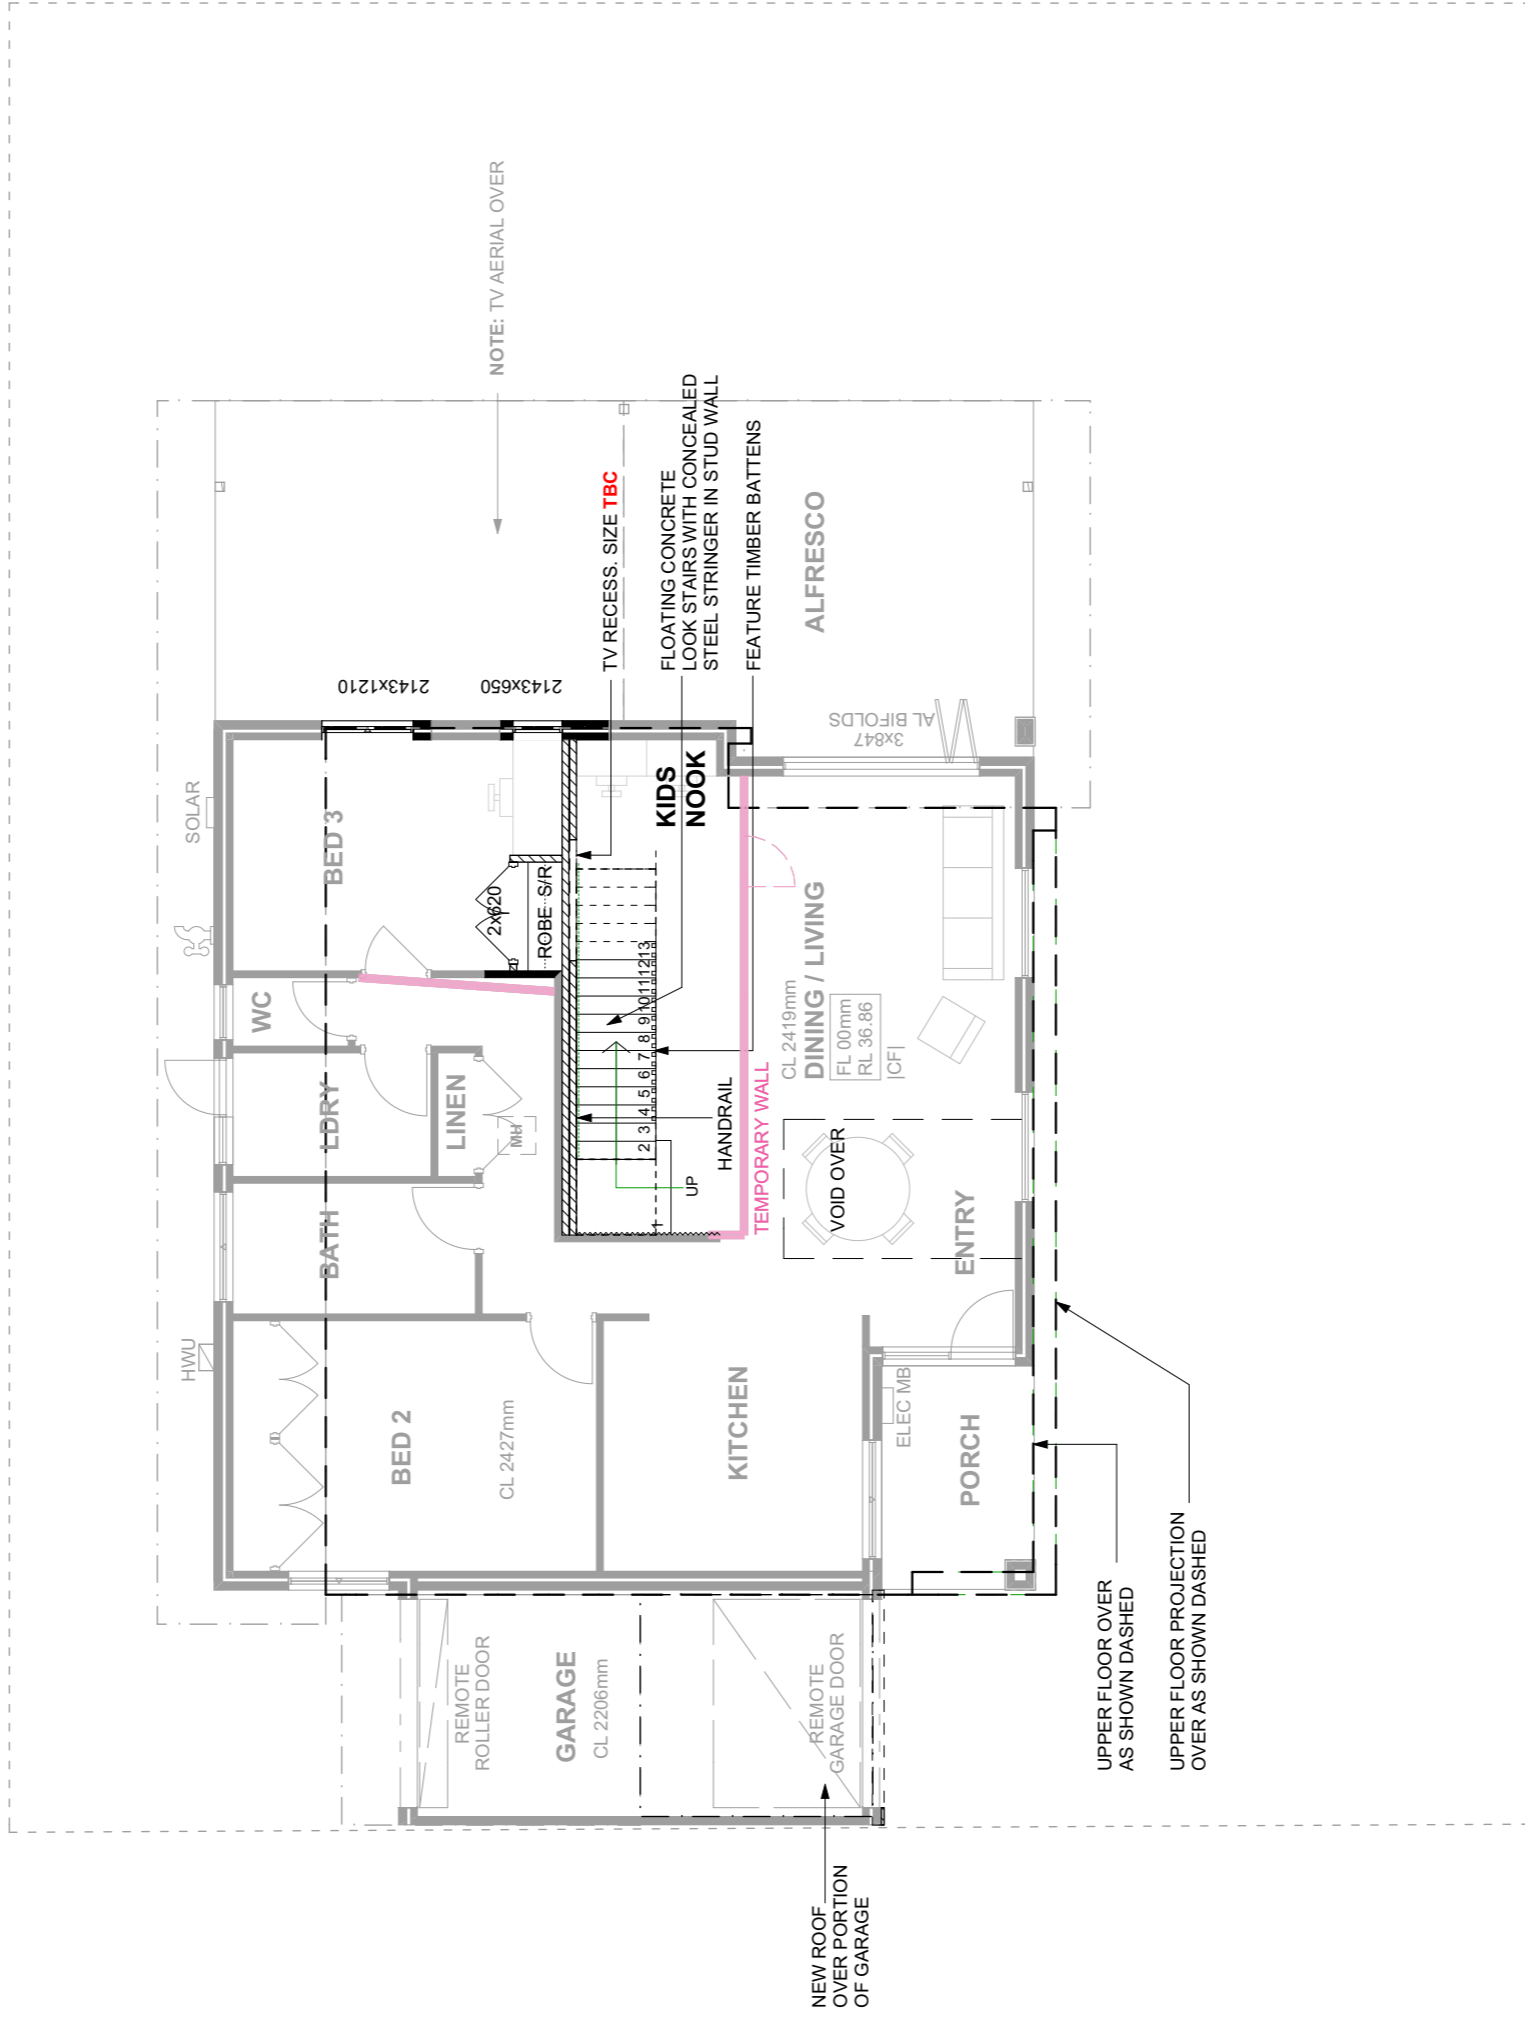 NOTE: TV AERIAL OVER
SOLAR
BED 3
2143x1210
2143x650
TV RECESS. SIZE TBC
FLOATING CONCRETE
LOOK STAIRS WITH CONCEALED
STEEL STRINGER IN STUD WALL
FEATURE TIMBER BATTENS
ALFRESCO
3x847
AL BIFOLDS
KIDS
NOOK
2x620
ROBE
S/R
WC
LDRY
LINEN
MH
BATH
HWU
BED 2
CL 2427mm
1
2
3
4
5
6
7
8
9
10
11
12
13
UP
HANDRAIL
TEMPORARY WALL
CL 2419mm
DINING / LIVING
FL 00mm
RL 36.86
|CF|
VOID OVER
ENTRY
KITCHEN
ELEC MB
PORCH
REMOTE
ROLLER DOOR
GARAGE
CL 2206mm
REMOTE
GARAGE DOOR
UPPER FLOOR OVER
AS SHOWN DASHED
UPPER FLOOR PROJECTION
OVER AS SHOWN DASHED
NEW ROOF
OVER PORTION
OF GARAGE